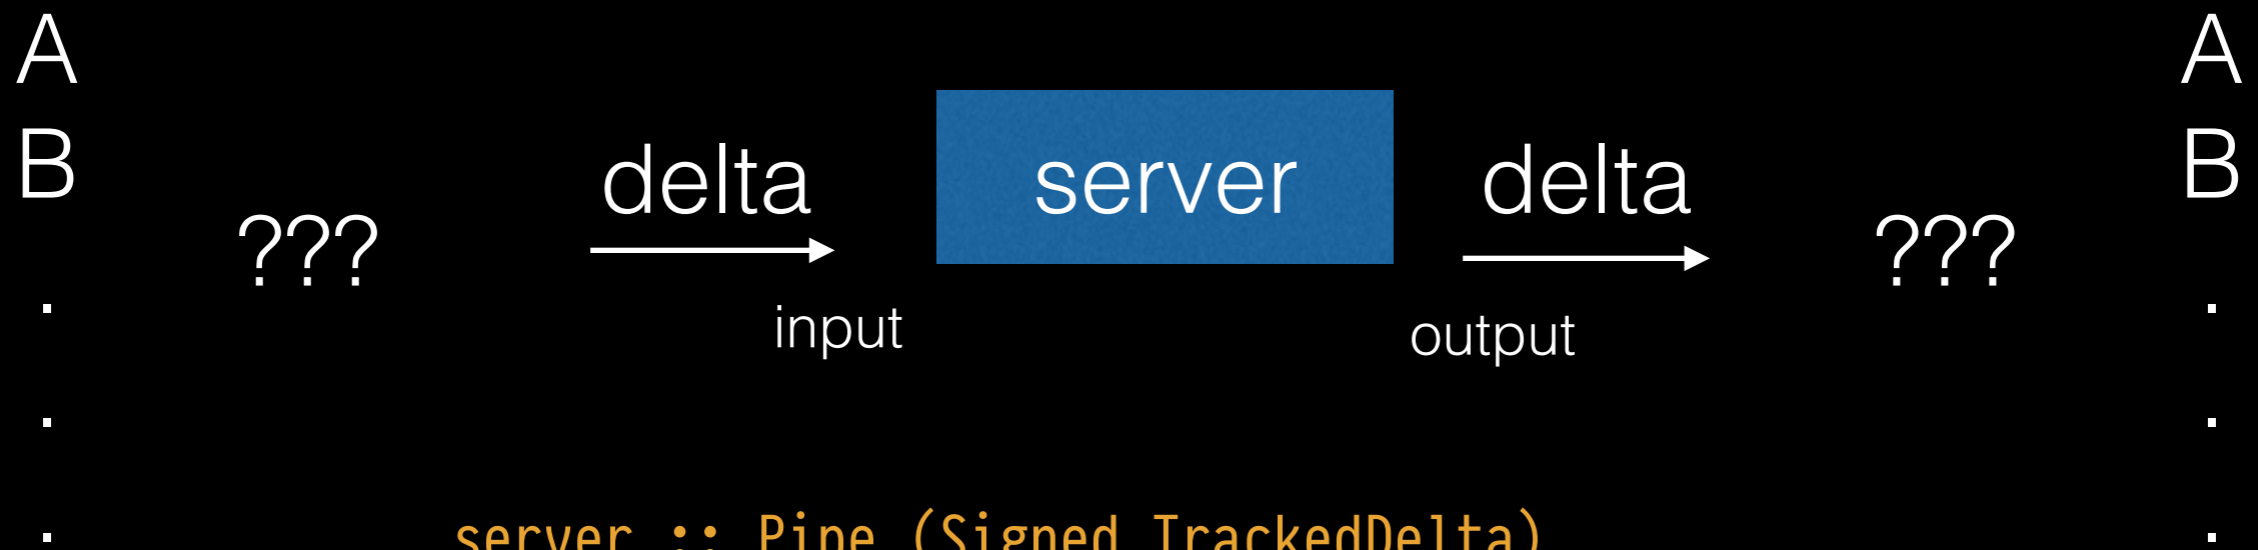 A
A
B
B
delta
server
delta
???
???
input
output
.
.
.
.
.
.
server :: Pipe (Signed TrackedDelta)